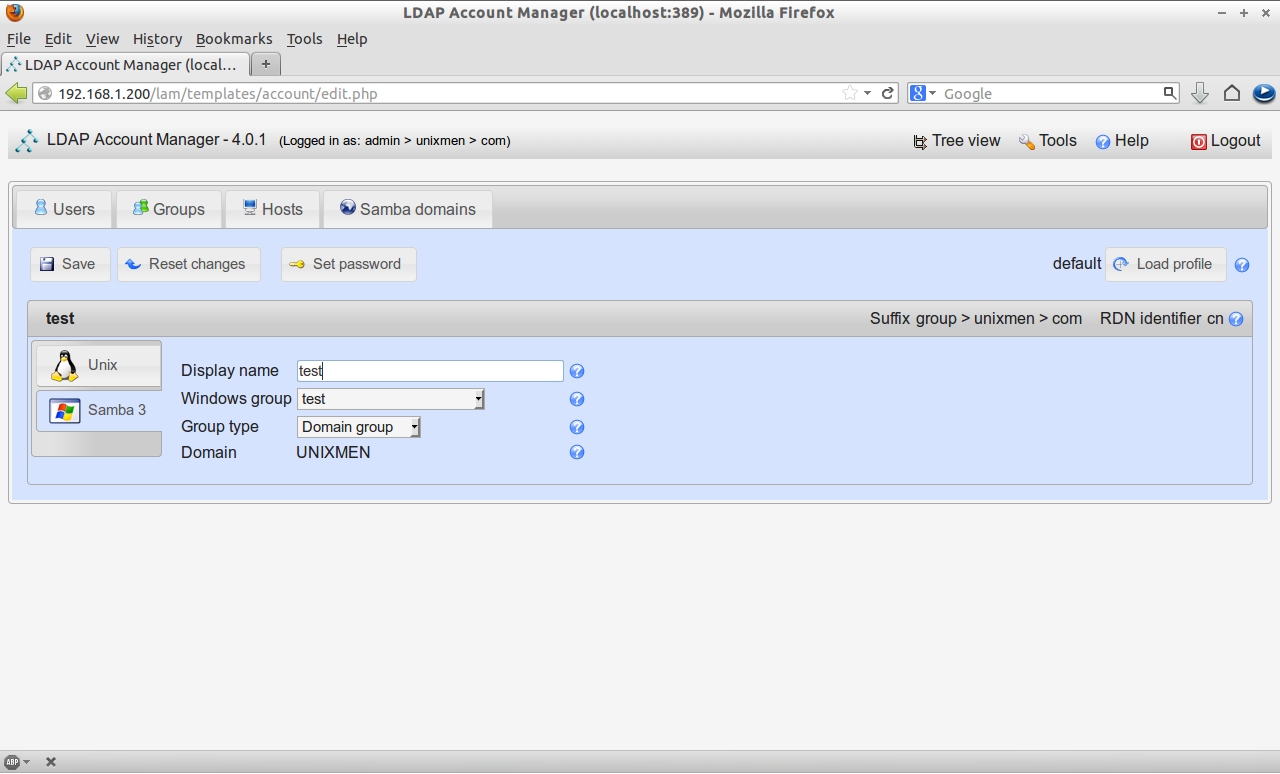 LDAP Account Manager (localhost:389) - Mozilla Firefox
File Edit View History Bookmarks Tools Help
LDAP Account Manager (local...
192.168.1.200/lam/templates/account/edit.php Google
LDAP Account Manager - 4.0.1 (Logged in as: admin > unixmen > com) Tree view Tools Help Logout
Users Groups Hosts Samba domains
Save Reset changes Set password default Load profile
test Suffix group > unixmen > com RDN identifier cn
Unix
Samba 3
Display name test
Windows group test
Group type Domain group
Domain UNIXMEN
ABP